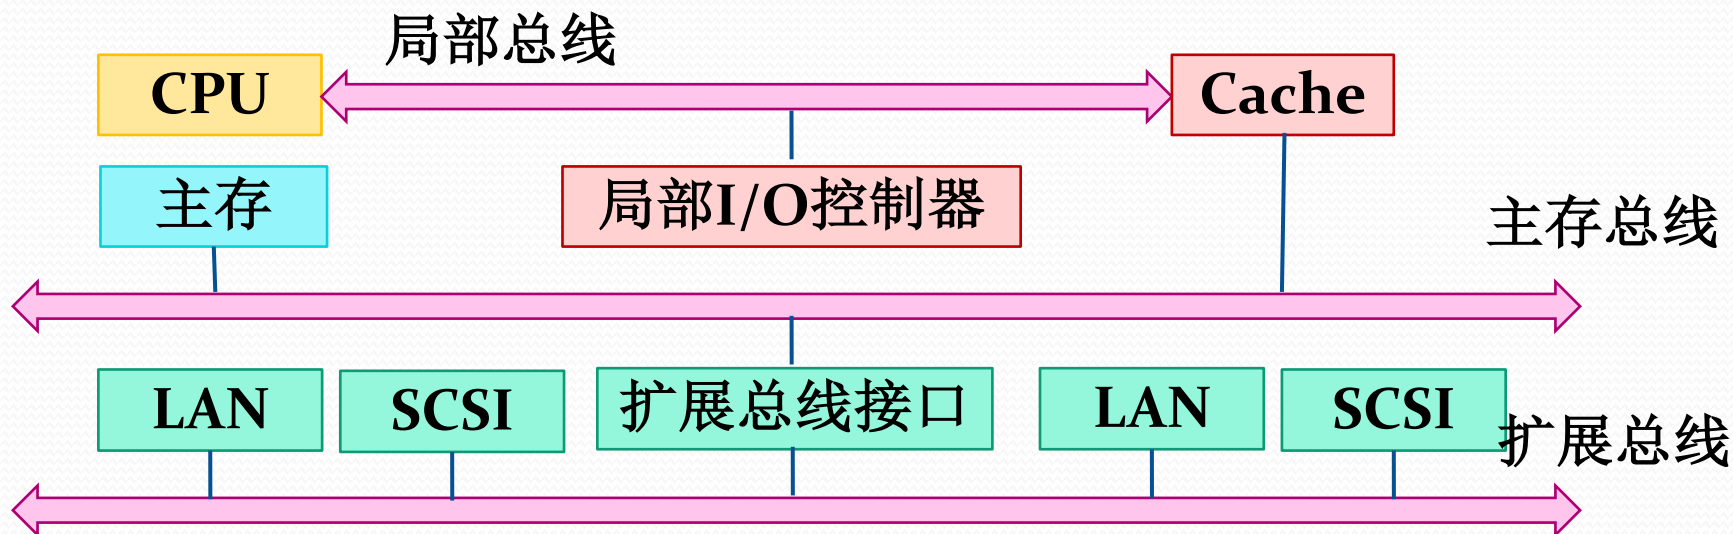 局部总线
CPU
Cache
主存
局部I/O控制器
主存总线
LAN
SCSI
扩展总线接口
LAN
SCSI
扩展总线